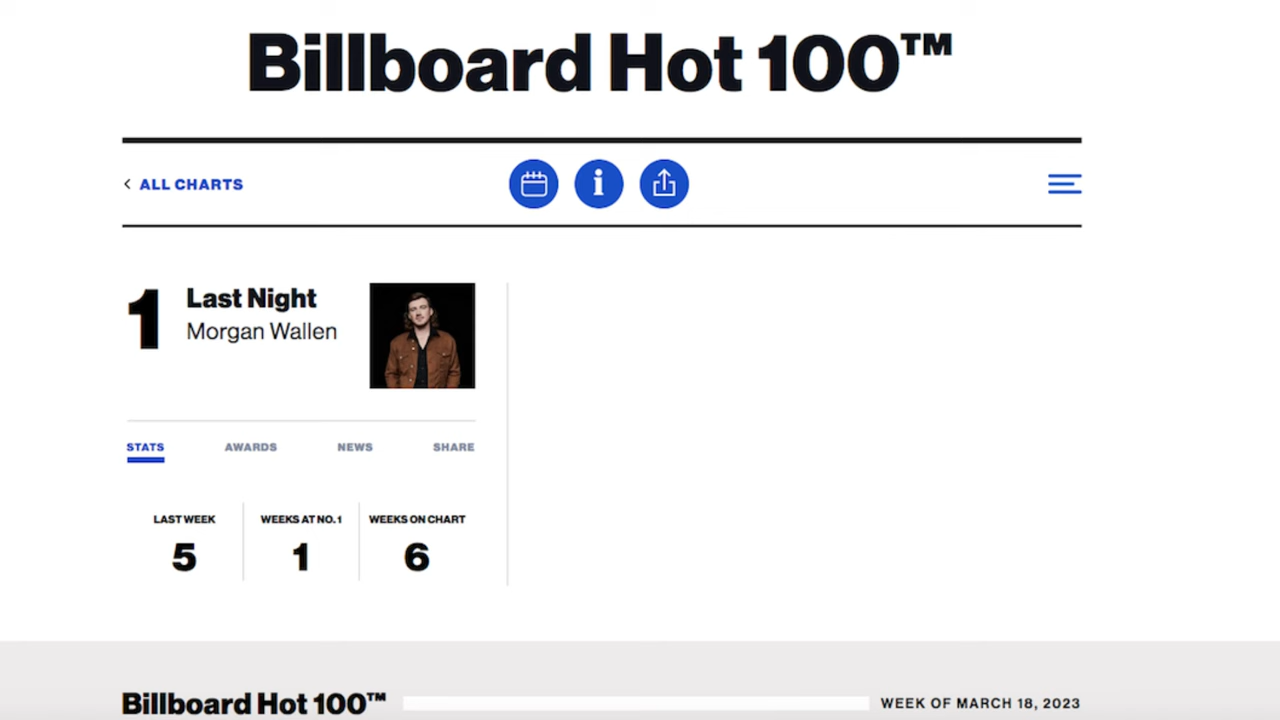 Billboard Hot 100™
< ALL CHARTS
i
1 Last Night
Morgan Wallen
STATS AWARDS NEWS SHARE
LAST WEEK WEEKS AT NO. 1 WEEKS ON CHART
5 1 6
Billboard Hot 100™ WEEK OF MARCH 18, 2023